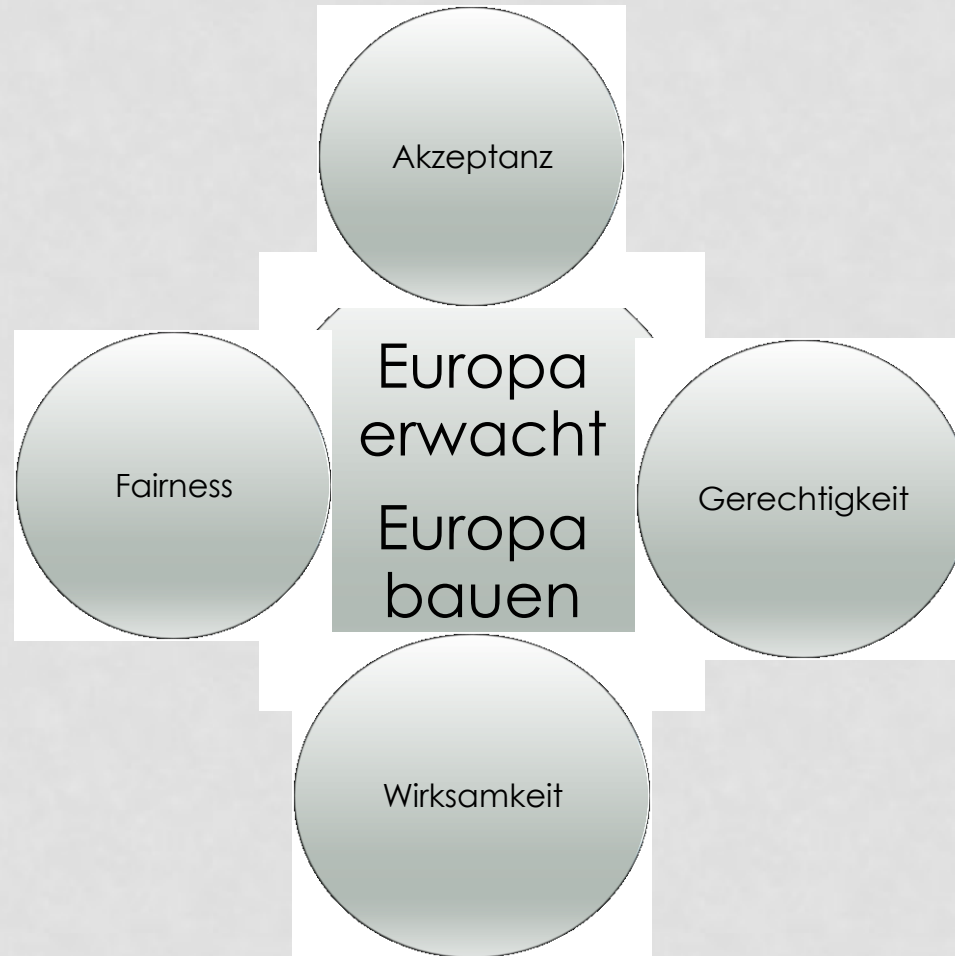 Akzeptanz
Europa
erwacht
Europa
bauen
Fairness
Gerechtigkeit
Wirksamkeit